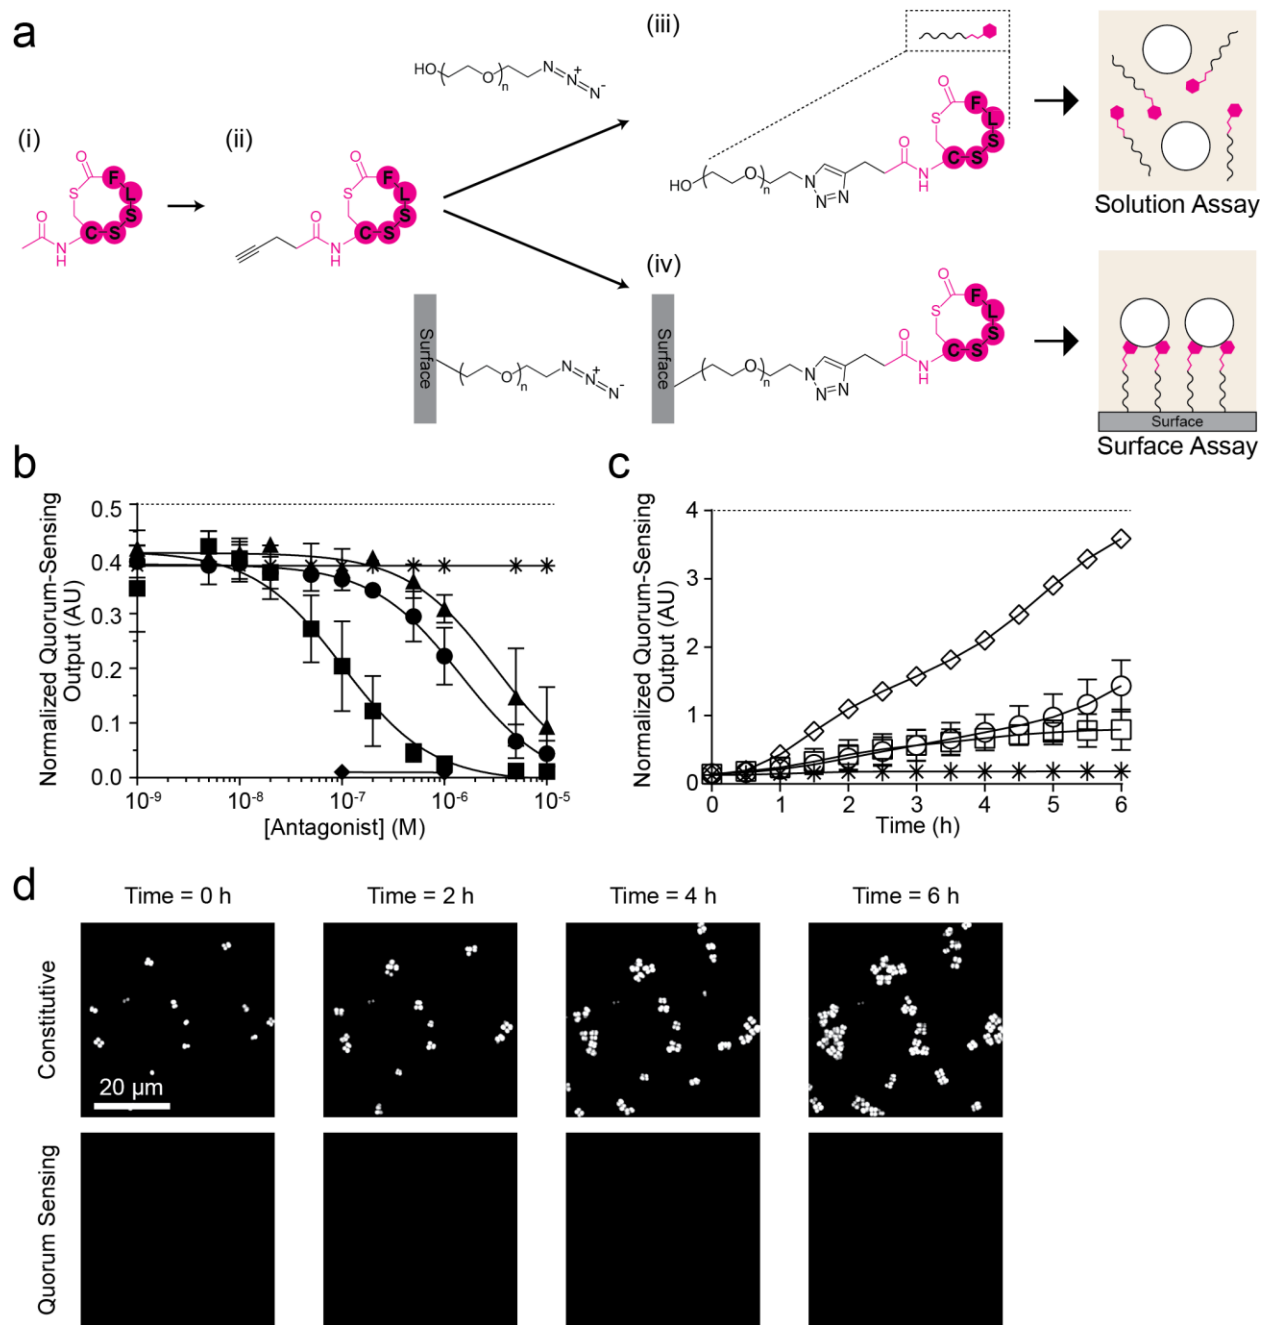 a
(i)
(ii)
(iii)
(iv)
HO
O
n
N
N
+
N
-
O
S
F
L
S
S
C
O
N
H
O
S
F
L
S
S
C
O
N
H
HO
O
n
N
N
N
O
N
H
O
S
F
L
S
S
C
Solution Assay
Surface
O
n
N
N
+
N
-
Surface
O
n
N
N
N
O
N
H
O
S
F
L
S
S
C
Surface
Surface Assay
b
Normalized Quorum-Sensing
Output (AU)
0.5
0.4
0.3
0.2
0.1
0.0
10-9
10-8
10-7
10-6
10-5
[Antagonist] (M)
c
Normalized Quorum-Sensing
Output (AU)
4
3
2
1
0
0 1 2 3 4 5 6
Time (h)
d
Time = 0 h
Time = 2 h
Time = 4 h
Time = 6 h
Constitutive
20 µm
Quorum Sensing